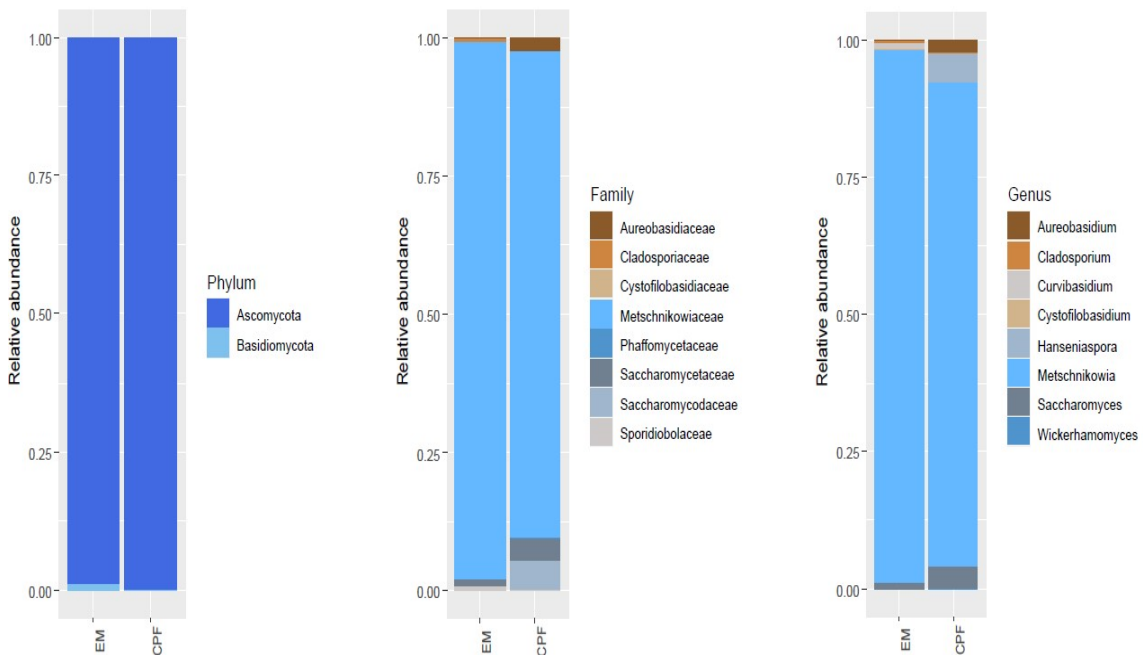 Relative abundance
1.00
0.75
0.50
0.25
0.00
EM
CPF
Phylum
Ascomycota
Basidiomycota
Relative abundance
1.00
0.75
0.50
0.25
0.00
EM
CPF
Family
Aureobasidiaceae
Cladosporiaceae
Cystofilobasidiaceae
Metschnikowiaceae
Phaffomycetaceae
Saccharomycetaceae
Saccharomycodaceae
Sporidiobolaceae
Relative abundance
1.00
0.75
0.50
0.25
0.00
EM
CPF
Genus
Aureobasidium
Cladosporium
Curvibasidium
Cystofilobasidium
Hanseniaspora
Metschnikowia
Saccharomyces
Wickerhamomyces